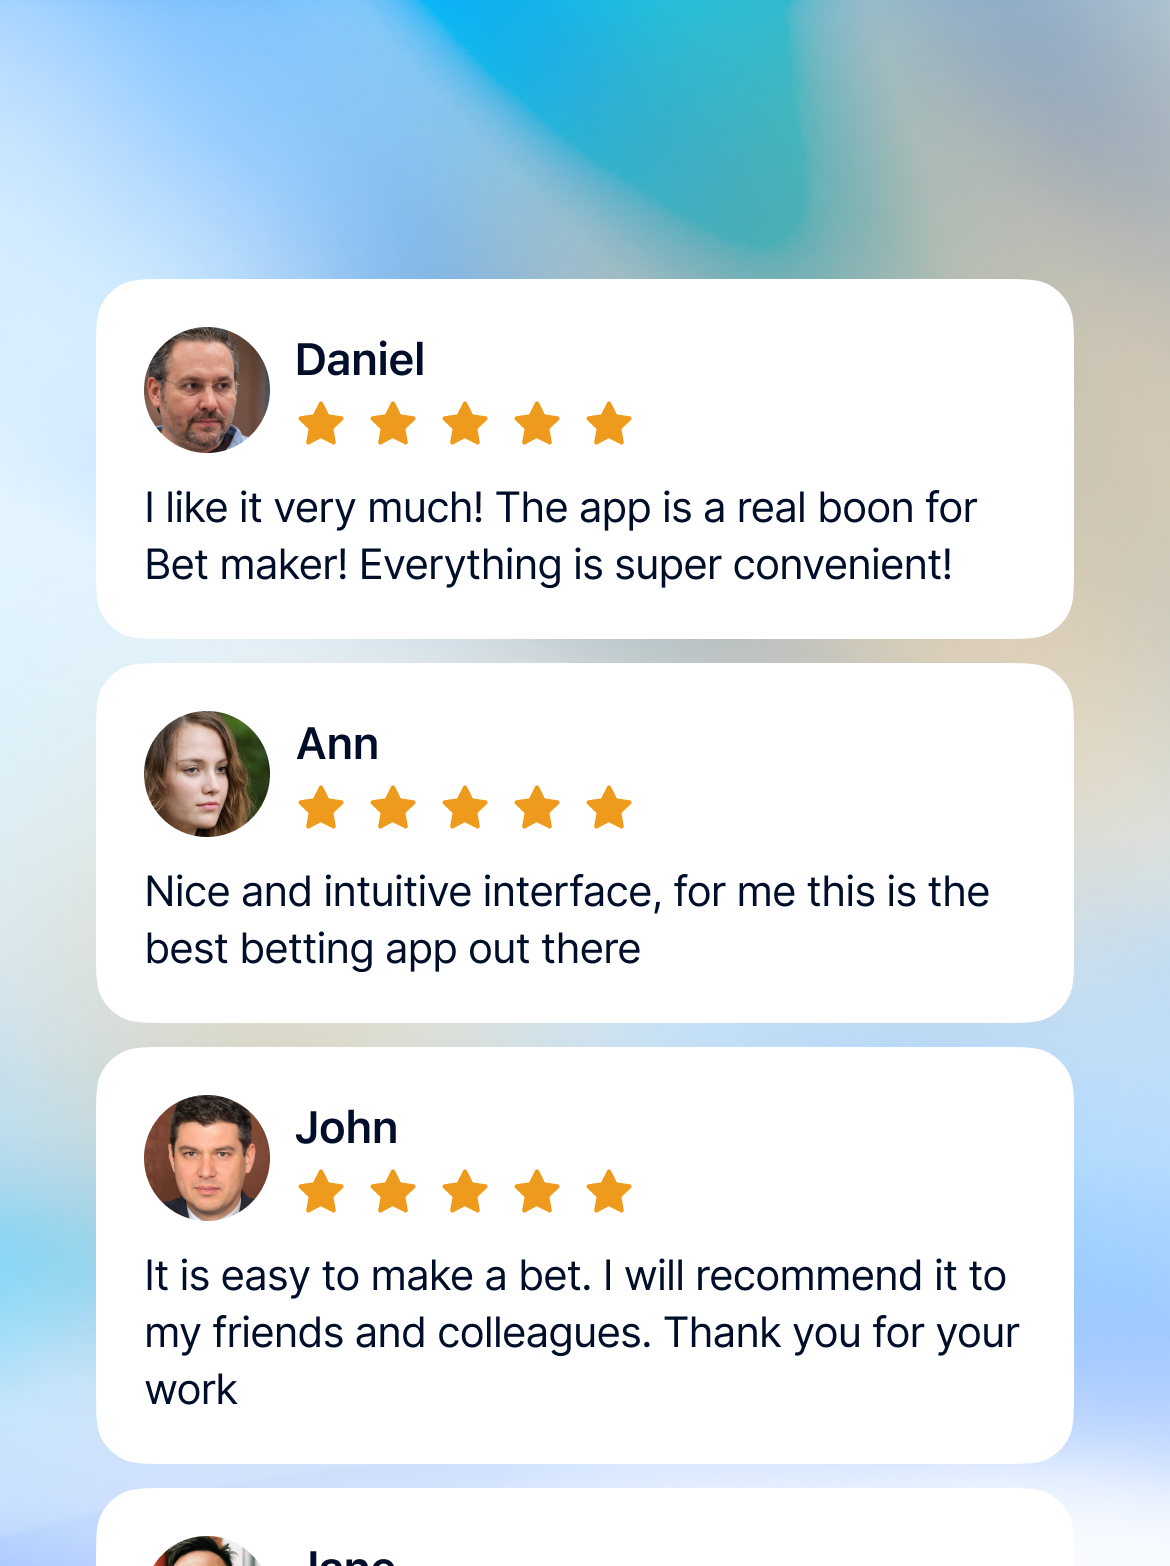 Daniel
I like it very much! The app is a real boon for
Bet maker! Everything is super convenient!
Ann
Nice and intuitive interface, for me this is the
best betting app out there
John
It is easy to make a bet. I will recommend it to
my friends and colleagues. Thank you for your
work